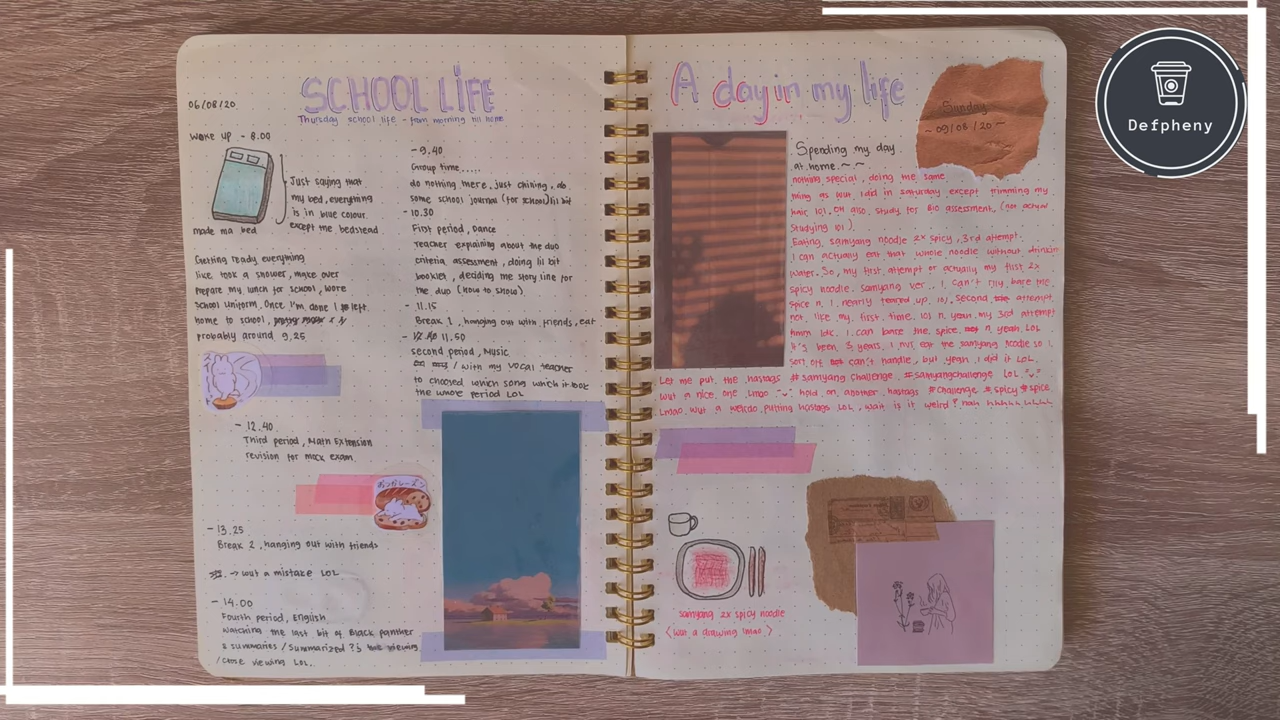 SCHOOL LIFE
Thursday school life - from morning till home
06/08/20
Woke up - 8.00
Just saying that
my bed, everything
is in blue colour.
except the bedstend
made ma bed
Getting ready everything
like took a shower, make over
prepare my lunch for school, wore
school uniform, once I'm done I left
home to school,
probably around 9,25
- 12.40
Third period, Math Extension
revision for mock exam.
- 13.25
Break 2, hanging out with friends
→ wut a mistake LOL
- 14.00
Fourth period, English.
watching the last bit of Black panther
& summaries / Summarized ?
/ close viewing LOL.
- 9.40
Group time.....
do nothing there, just chilling, do
some school journal (for school) lil bit
- 10.30
First period, Dance
Teacher explaining about the duo
criteria assessment, doing lil bit
booklet, deciding the story line for
the duo (how to show).
- 11.15
Break 1, hanging out with friends, eat
- 11.50
second period, Music
/ with my vocal teacher
to choosed which song which it took
the whole period LOL
A day in my life
Sunday
~ 09/08/20 ~
Spending my day
at home. ~ ~
nothing special, doing the same
thing as wut I did in saturday except trimming my
hair lol, OH also, study for Bio assessment. (not actual
studying lol).
Eating, samyang noodle 2x spicy, 3rd attempt.
I can actually eat that whole noodle without drinkin
water. So, my first attempt or actually my first 2x
spicy noodle. samyang ver.. I can't rlly bare the
spice n. I nearly teared up. lol, second attempt,
not like my first time. lol n yeah my 3rd attempt
hmm idk. I can bare the spice. n yeah LOL
It's been 3 years, I nvr eat the samyang noodle so I,
sort off can't handle, but yeah I did it LOL.
Let me put the hastags #samyang challenge #samyangchallenge LOL
wut a nice one lmao hold on, another hastags #challenge #spicy #spice
Lmao. wut a weirdo putting hastags LOL, wait is it weird? nah hhhhhh
samyang 2x spicy noodle
( wut a drawing lmao )
Defpheny